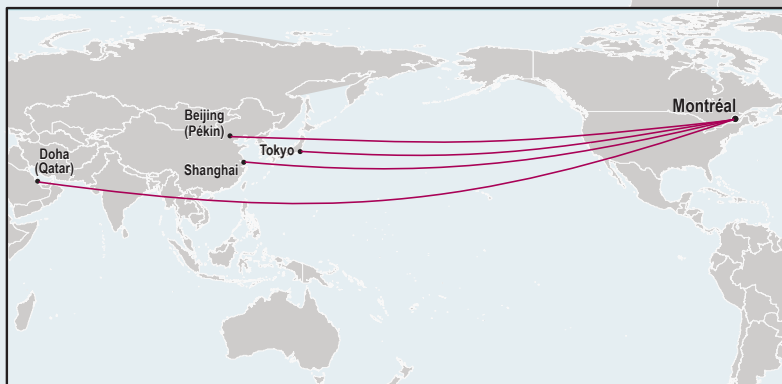 Montréal
Beijing
(Pékin)
Tokyo
Doha
(Qatar)
Shanghai